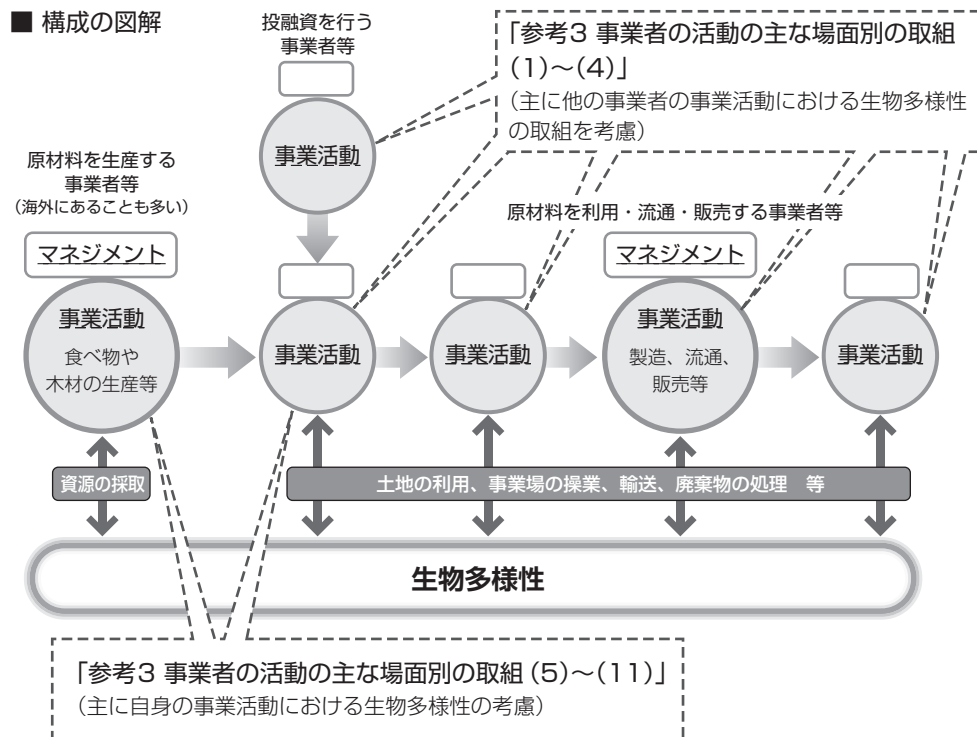 ■ 構成の図解
投融資を行う
事業者等
「参考3 事業者の活動の主な場面別の取組
(1)~(4)」
(主に他の事業者の事業活動における生物多様性
の取組を考慮)
事業活動
原材料を生産する
事業者等
(海外にあることも多い)
原材料を利用・流通・販売する事業者等
マネジメント
マネジメント
事業活動
食べ物や
木材の生産等
事業活動
事業活動
事業活動
製造、流通、
販売等
事業活動
資源の採取
土地の利用、事業場の操業、輸送、廃棄物の処理 等
生物多様性
「参考3 事業者の活動の主な場面別の取組(5)~(11)」
(主に自身の事業活動における生物多様性の考慮)